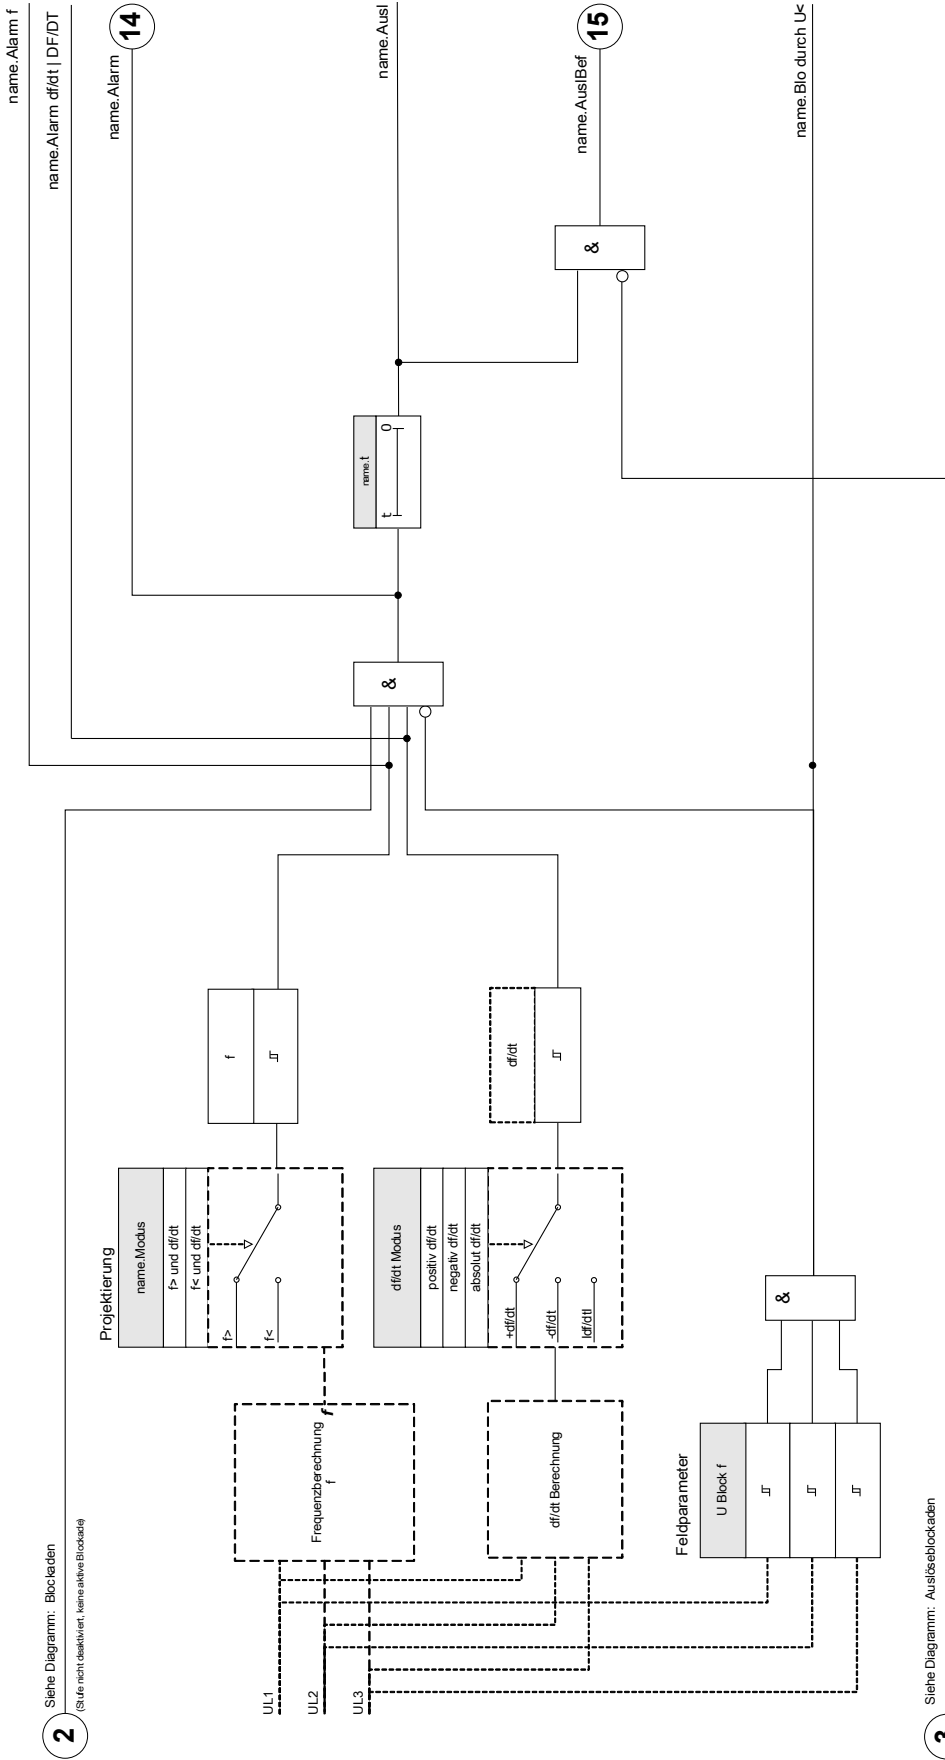 name.Alarm f
name.Alarm df/dt | DF/DT
14
name.Alarm
name.Ausl
15
name.AuslBef
name.Blo durch U<
&
name.t
t
0
&
2
Siehe Diagramm: Blockaden
(Stufe nicht deaktiviert, keine aktive Blockade)
Projektierung
name.Modus
f> und df/dt
f< und df/dt
f>
f<
f
df/dt Modus
positiv df/dt
negativ df/dt
absolut df/dt
+df/dt
-df/dt
Idf/dtI
df/dt
Frequenzberechnung
f
f
df/dt Berechnung
UL1
UL2
UL3
Feldparameter
U Block f
&
3
Siehe Diagramm: Auslöseblockaden